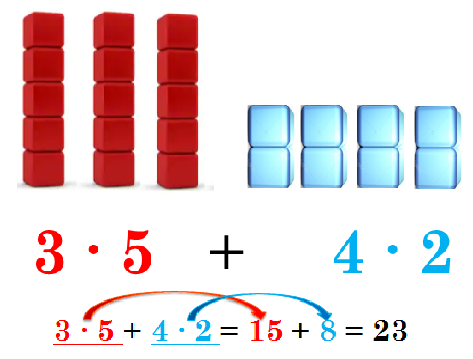 3 · 5 + 4 · 2
3 · 5 + 4 · 2 = 15 + 8 = 23